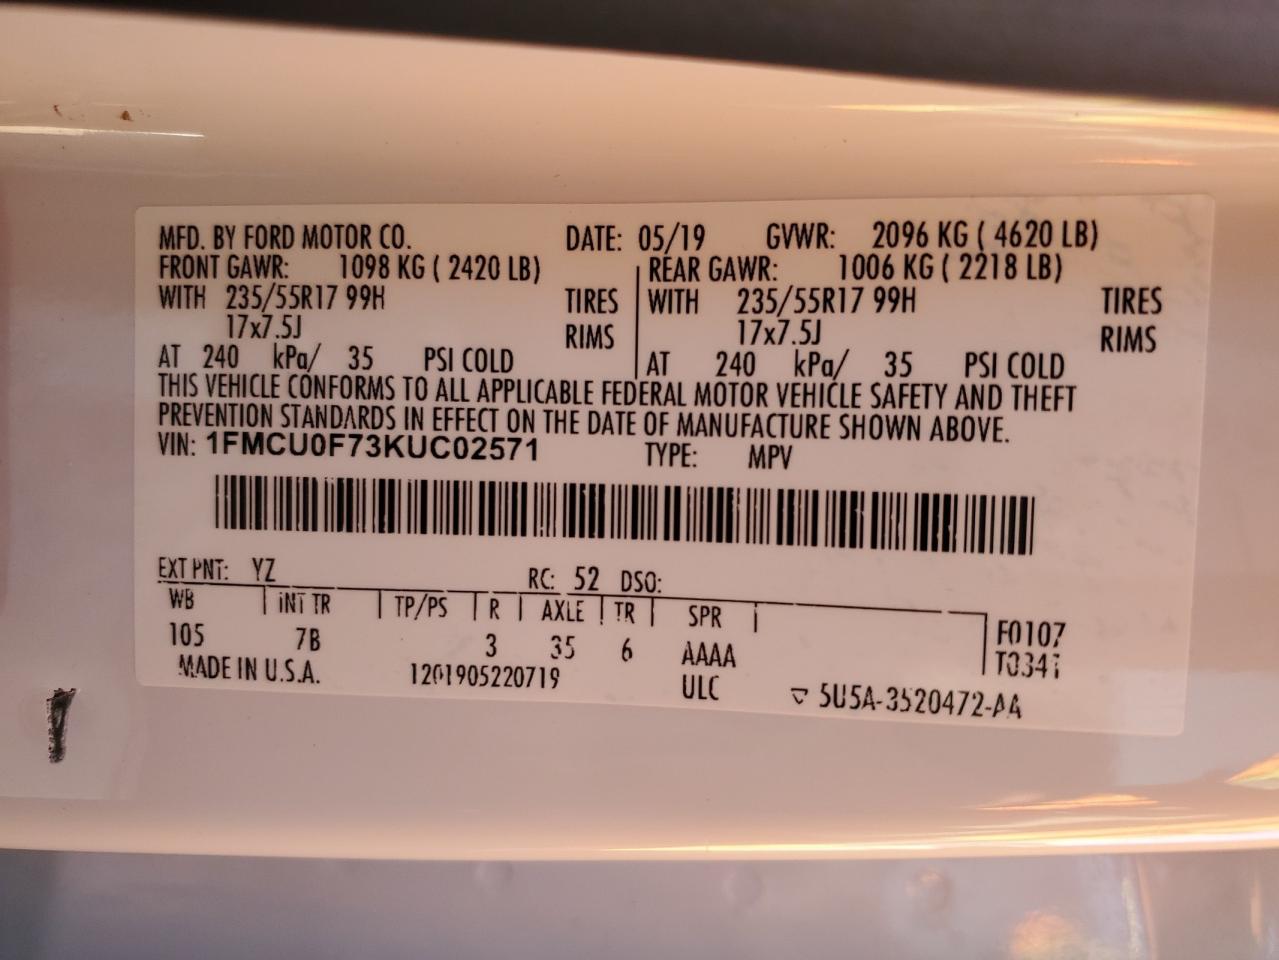 MFD. BY FORD MOTOR CO. DATE: 05/19 GVWR: 2096 KG ( 4620 LB)
FRONT GAWR: 1098 KG ( 2420 LB) REAR GAWR: 1006 KG ( 2218 LB)
WITH 235/55R17 99H TIRES WITH 235/55R17 99H TIRES
17x7.5J RIMS 17x7.5J RIMS
AT 240 kPa/ 35 PSI COLD AT 240 kPa/ 35 PSI COLD
THIS VEHICLE CONFORMS TO ALL APPLICABLE FEDERAL MOTOR VEHICLE SAFETY AND THEFT
PREVENTION STANDARDS IN EFFECT ON THE DATE OF MANUFACTURE SHOWN ABOVE.
VIN: 1FMCU0F73KUC02571 TYPE: MPV
EXT PNT: YZ RC: 52 DSO:
WB INT TR TP/PS R AXLE TR SPR F0107
105 7B 3 35 6 AAAA
MADE IN U.S.A. 1201905220719 ULC 5U5A-3520472-AA